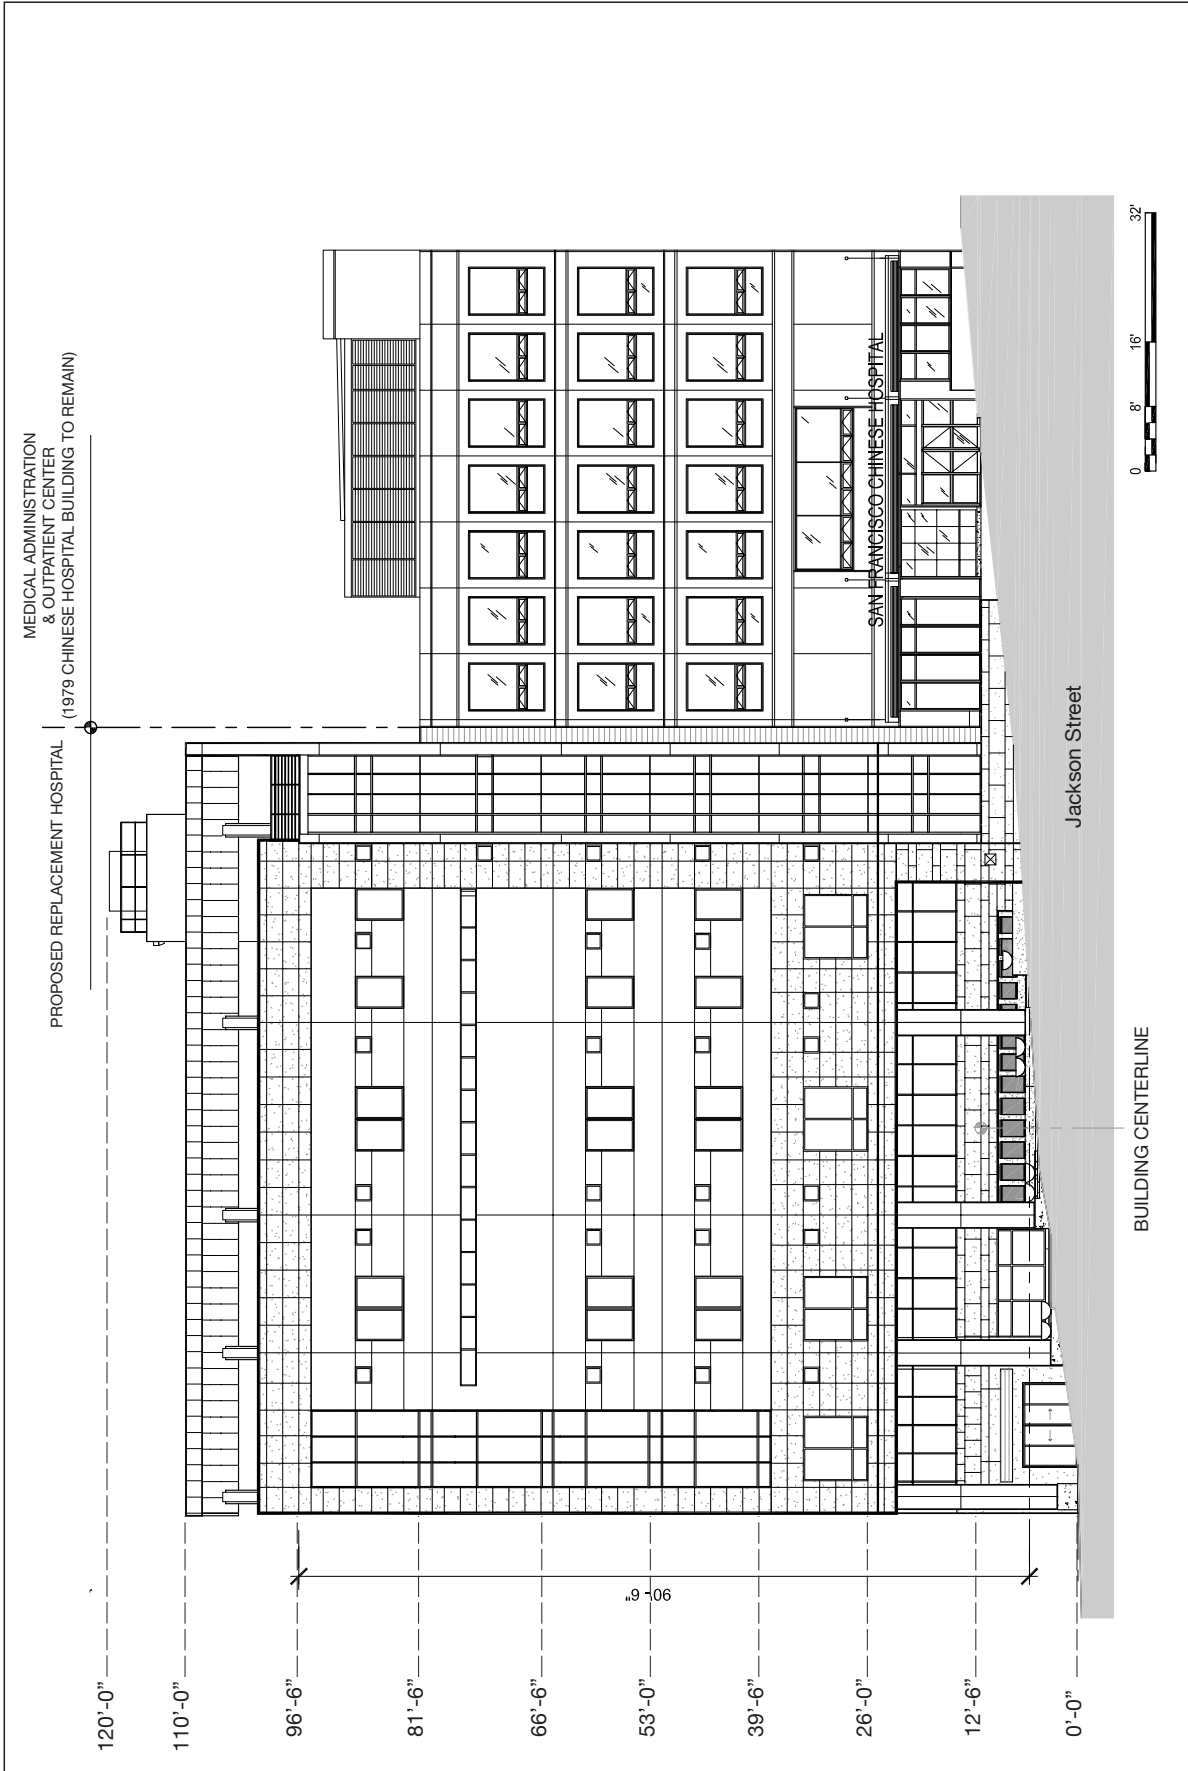 MEDICAL ADMINISTRATION
& OUTPATIENT CENTER
(1979 CHINESE HOSPITAL BUILDING TO REMAIN)
PROPOSED REPLACEMENT HOSPITAL
120’-0”
110’-0”
96’-6”
81’-6”
66’-6”
53’-0”
39’-6”
26’-0”
12’-6”
0’-0”
90'- 6"
SAN FRANCISCO CHINESE HOSPITAL
Jackson Street
BUILDING CENTERLINE
0 8' 16' 32'